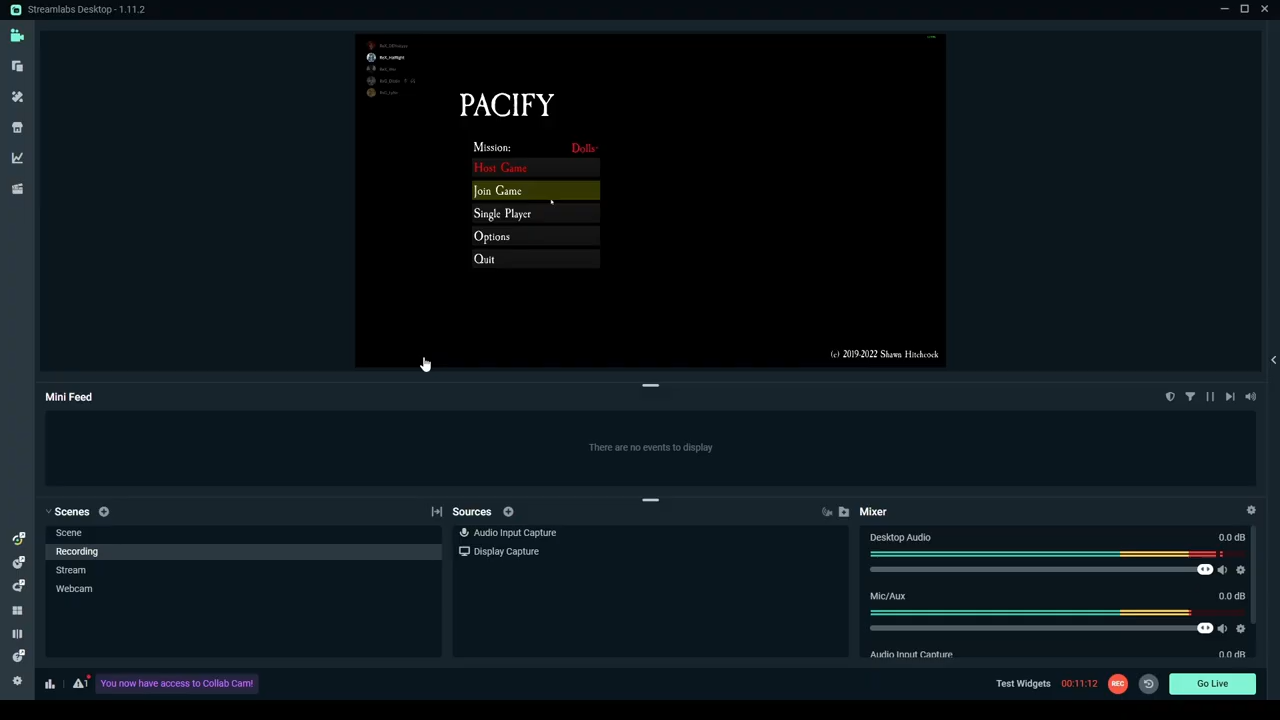 Streamlabs Desktop - 1.11.2
PACIFY
Mission: Dolls
Host Game
Join Game
Single Player
Options
Quit
(c) 2019-2022 Shawn Hitchcock
Mini Feed
There are no events to display
Scenes
Scene
Recording
Stream
Webcam
Sources
Audio Input Capture
Display Capture
Mixer
Desktop Audio 0.0 dB
Mic/Aux 0.0 dB
Audio Input Capture 0.0 dB
1
You now have access to Collab Cam!
Test Widgets 00:11:12 REC Go Live